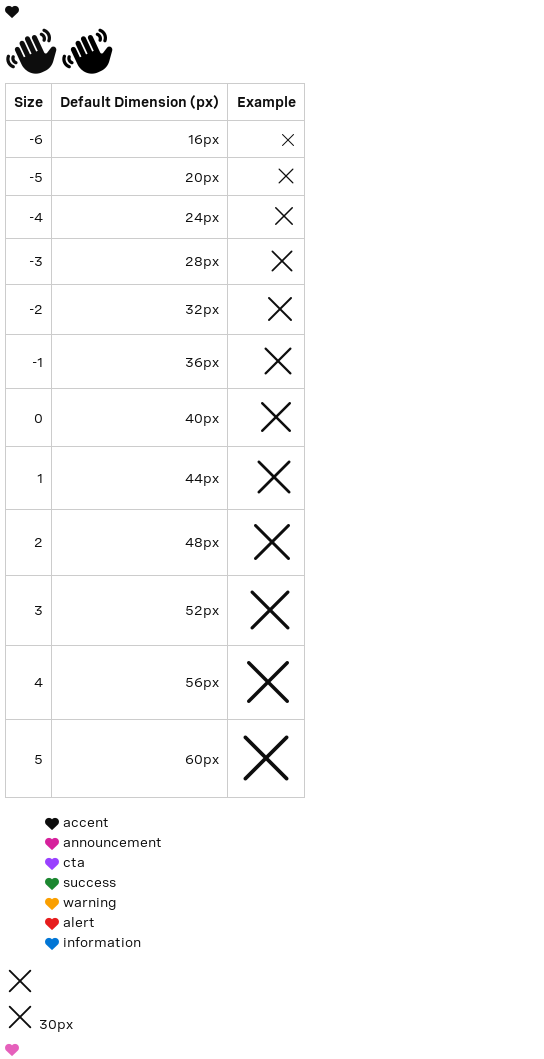 Size Default Dimension (px) Example
-6 16px
-5 20px
-4 24px
-3 28px
-2 32px
-1 36px
0 40px
1 44px
2 48px
3 52px
4 56px
5 60px
accent
announcement
cta
success
warning
alert
information
30px